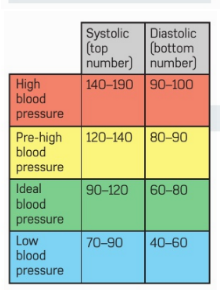 Systolic
(top
number)
Diastolic
(bottom
number)
High
blood
pressure
140–190
90–100
Pre-high
blood
pressure
120–140
80–90
Ideal
blood
pressure
90–120
60–80
Low
blood
pressure
70–90
40–60